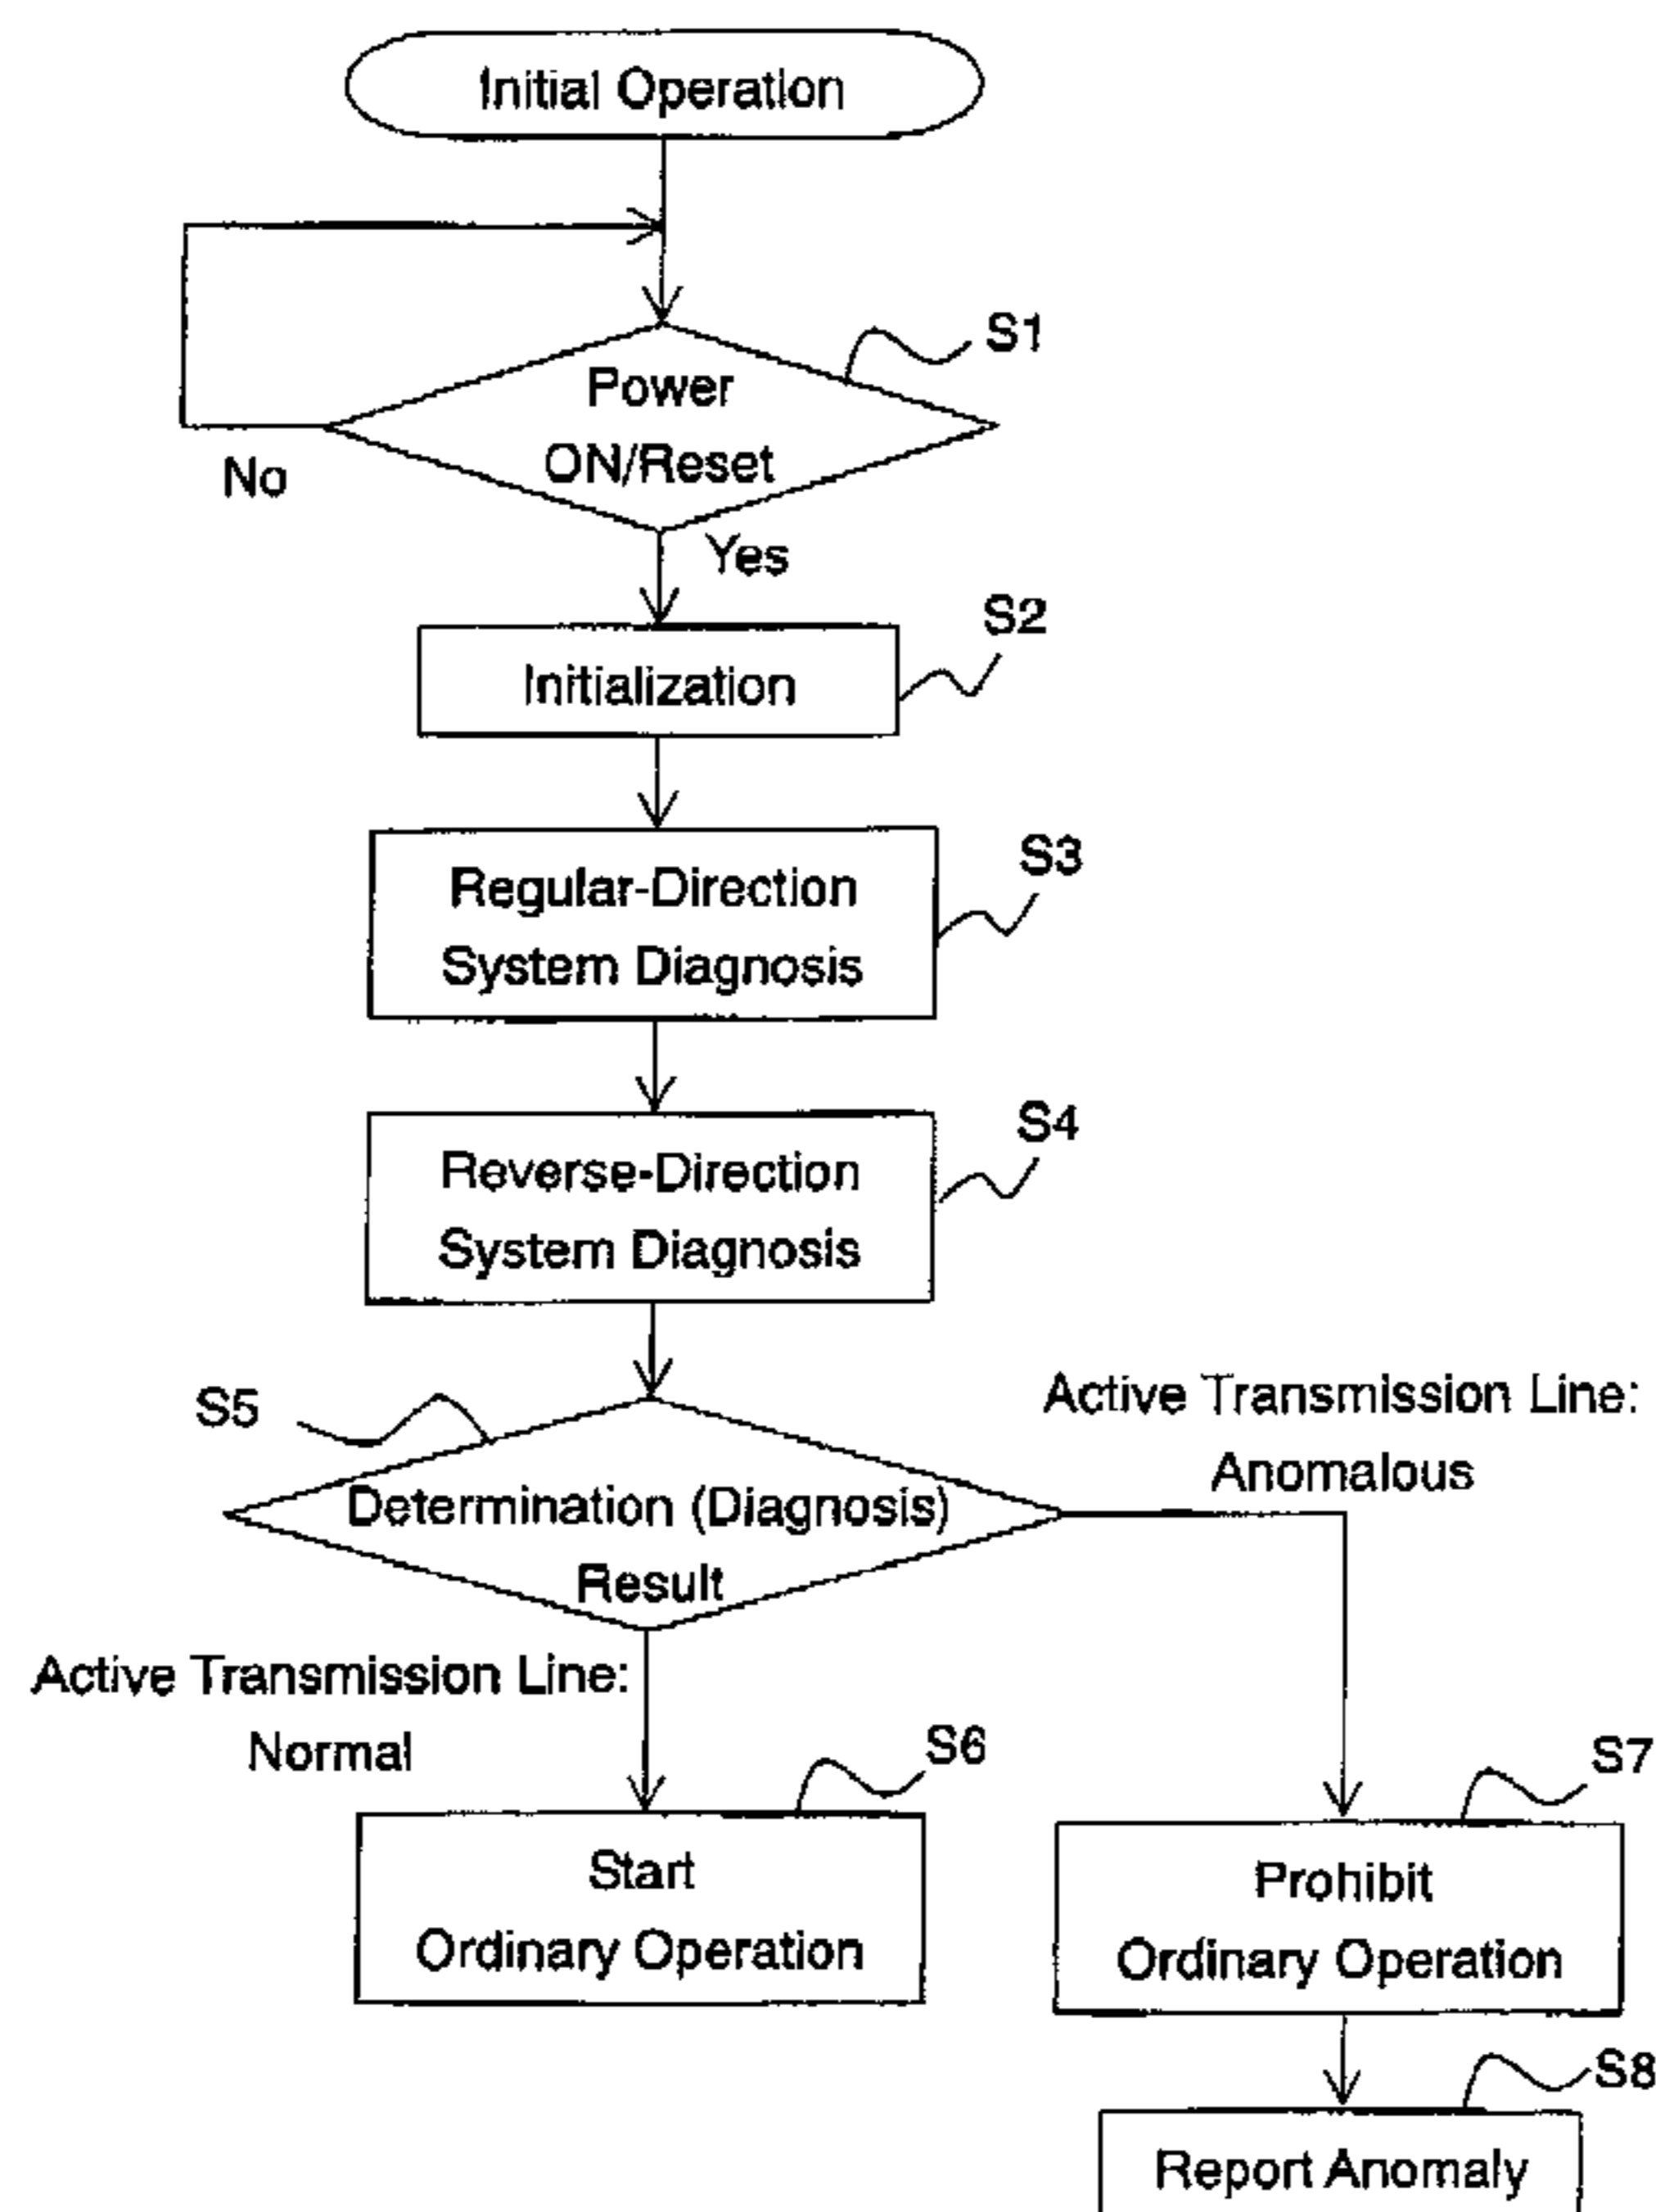 Initial Operation
S1
Power
ON/Reset
No
Yes
S2
Initialization
S3
Regular-Direction
System Diagnosis
S4
Reverse-Direction
System Diagnosis
S5
Active Transmission Line:
Anomalous
Determination (Diagnosis)
Result
Active Transmission Line:
Normal
S6
Start
Ordinary Operation
S7
Prohibit
Ordinary Operation
S8
Report Anomaly